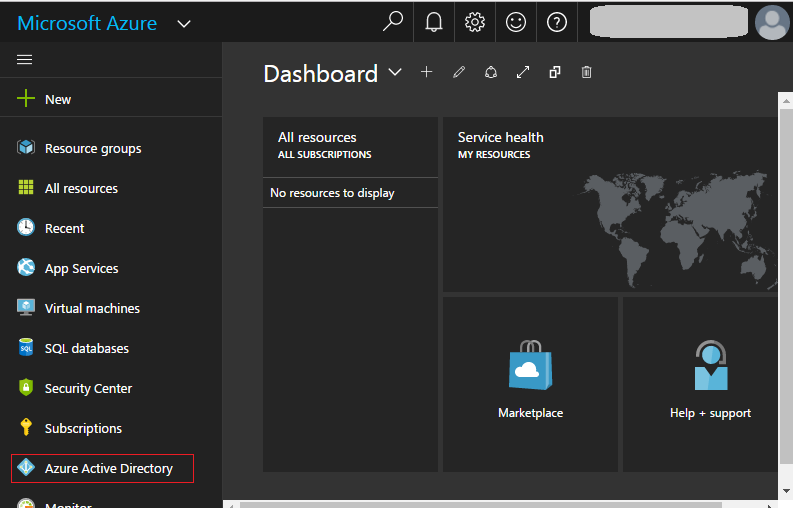 Microsoft Azure
New
Resource groups
All resources
Recent
App Services
Virtual machines
SQL
SQL databases
Security Center
Subscriptions
Azure Active Directory
Monitor
Dashboard
All resources
ALL SUBSCRIPTIONS
No resources to display
Service health
MY RESOURCES
Marketplace
Help + support